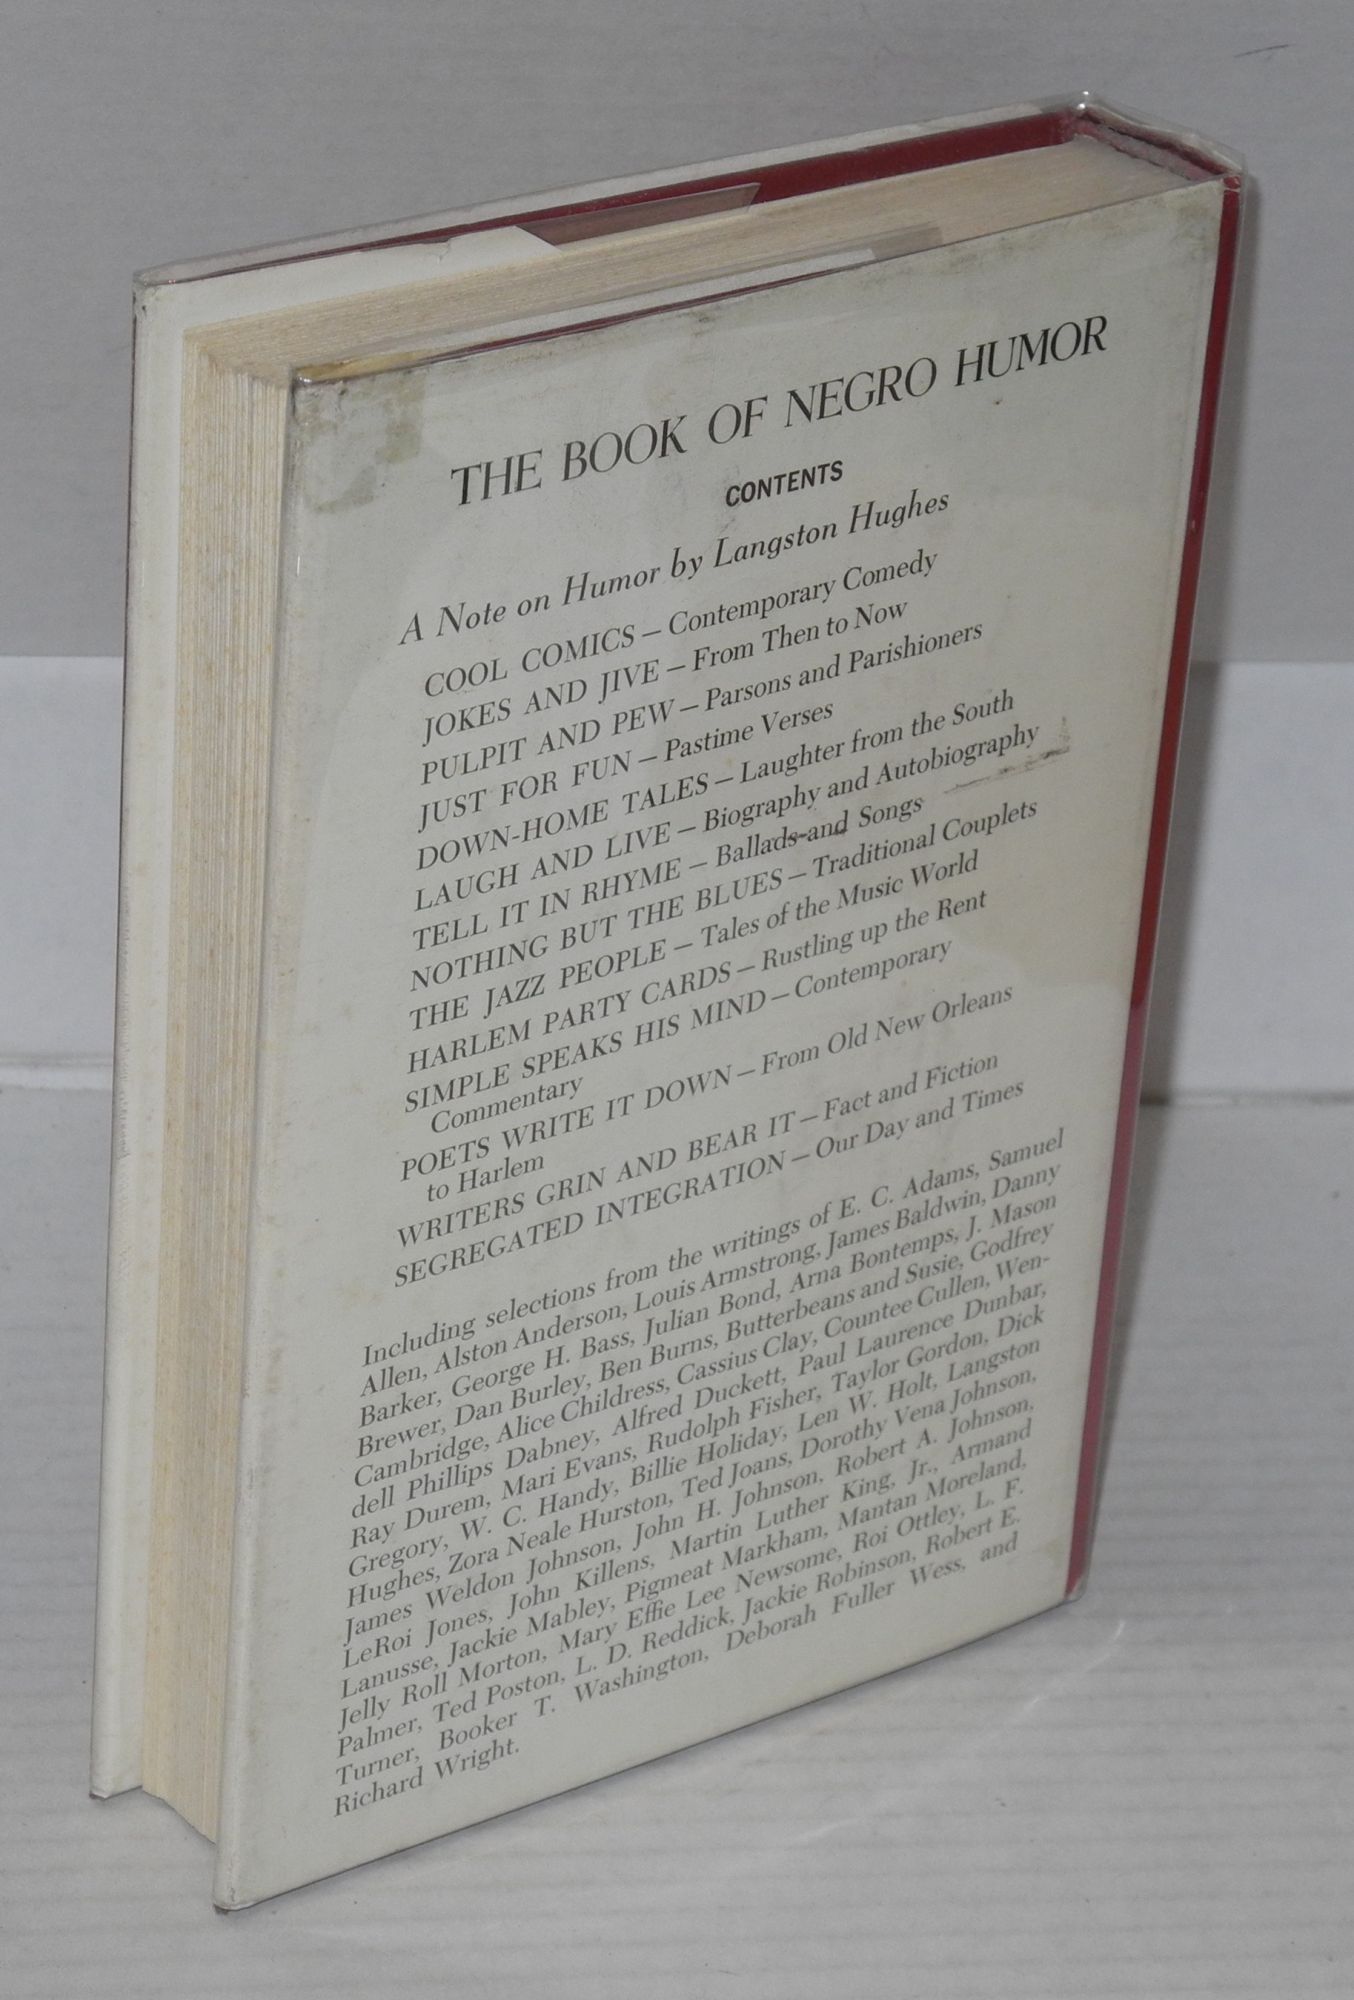 THE BOOK OF NEGRO HUMOR
CONTENTS
A Note on Humor by Langston Hughes
COOL COMICS – Contemporary Comedy
JOKES AND JIVE – From Then to Now
PULPIT AND PEW – Parsons and Parishioners
JUST FOR FUN – Pastime Verses
DOWN-HOME TALES – Laughter from the South
LAUGH AND LIVE – Biography and Autobiography
TELL IT IN RHYME – Ballads and Songs
NOTHING BUT THE BLUES – Traditional Couplets
THE JAZZ PEOPLE – Tales of the Music World
HARLEM PARTY CARDS – Rustling up the Rent
SIMPLE SPEAKS HIS MIND – Contemporary
Commentary
POETS WRITE IT DOWN – From Old New Orleans
to Harlem
WRITERS GRIN AND BEAR IT – Fact and Fiction
SEGREGATED INTEGRATION – Our Day and Times
Including selections from the writings of E. C. Adams, Samuel
Allen, Alston Anderson, Louis Armstrong, James Baldwin, Danny
Barker, George H. Bass, Julian Bond, Arna Bontemps, J. Mason
Brewer, Dan Burley, Ben Burns, Butterbeans and Susie, Godfrey
Cambridge, Alice Childress, Cassius Clay, Countee Cullen, Wen-
dell Phillips Dabney, Alfred Duckett, Paul Laurence Dunbar,
Ray Durem, Mari Evans, Rudolph Fisher, Taylor Gordon, Dick
Gregory, W. C. Handy, Billie Holiday, Len W. Holt, Langston
Hughes, Zora Neale Hurston, Ted Joans, Dorothy Vena Johnson,
James Weldon Johnson, John H. Johnson, Robert A. Johnson,
LeRoi Jones, John Killens, Martin Luther King, Jr., Armand
Lanusse, Jackie Mabley, Pigmeat Markham, Mantan Moreland,
Jelly Roll Morton, Mary Effie Lee Newsome, Roi Ottley, L. F.
Palmer, Ted Poston, L. D. Reddick, Jackie Robinson, Robert E.
Turner, Booker T. Washington, Deborah Fuller Wess, and
Richard Wright.